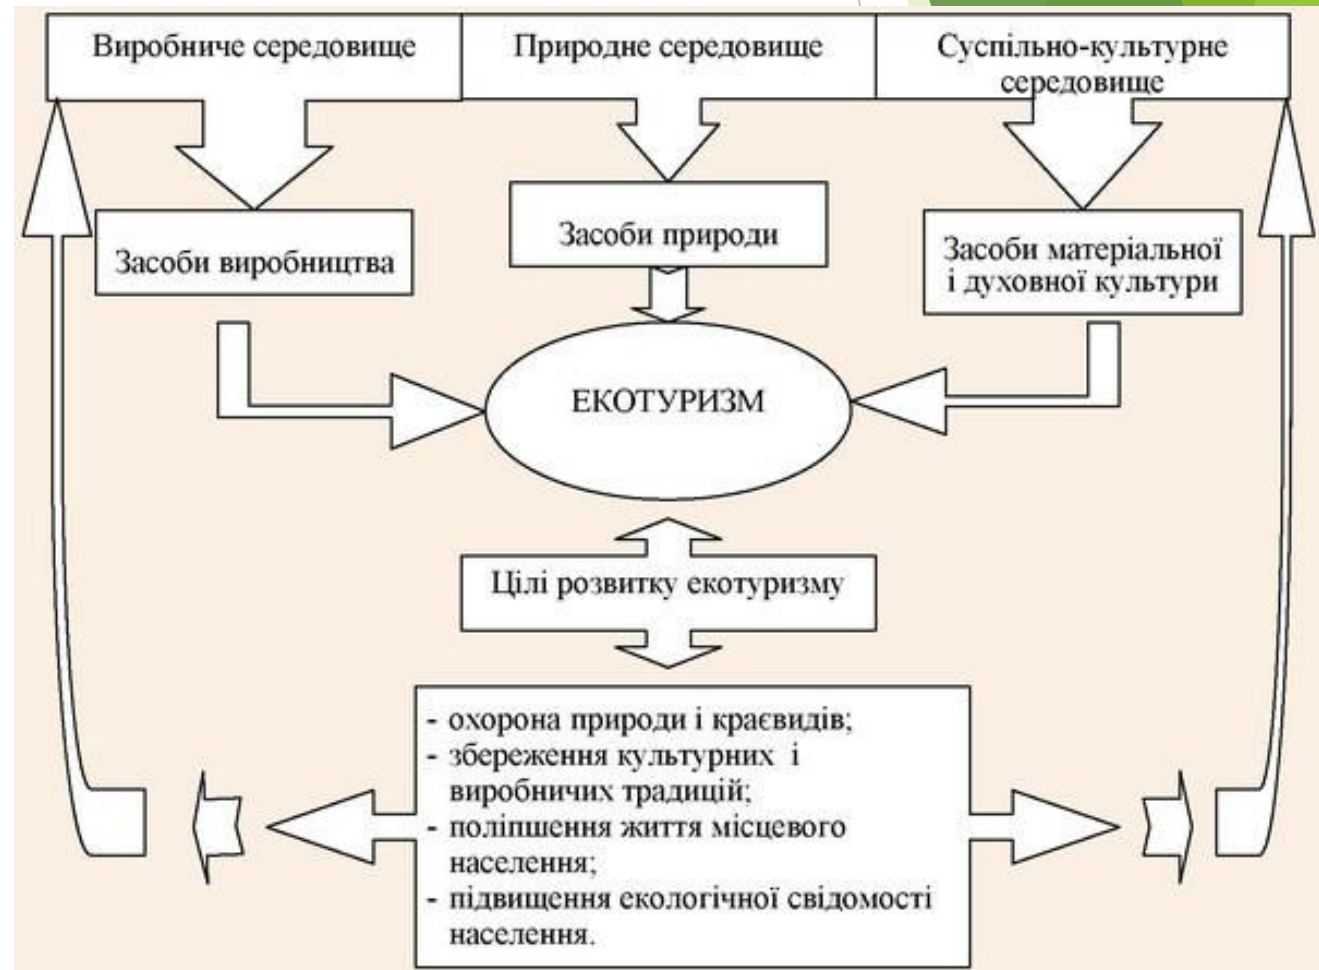 Виробниче середовище
Природне середовище
Суспільно-культурне
середовище
Засоби виробництва
Засоби природи
Засоби матеріальної
і духовної культури
ЕКОТУРИЗМ
Цілі розвитку екотуризму
- охорона природи і краєвидів;
- збереження культурних і
виробничих традицій;
- поліпшення життя місцевого
населення;
- підвищення екологічної свідомості
населення.